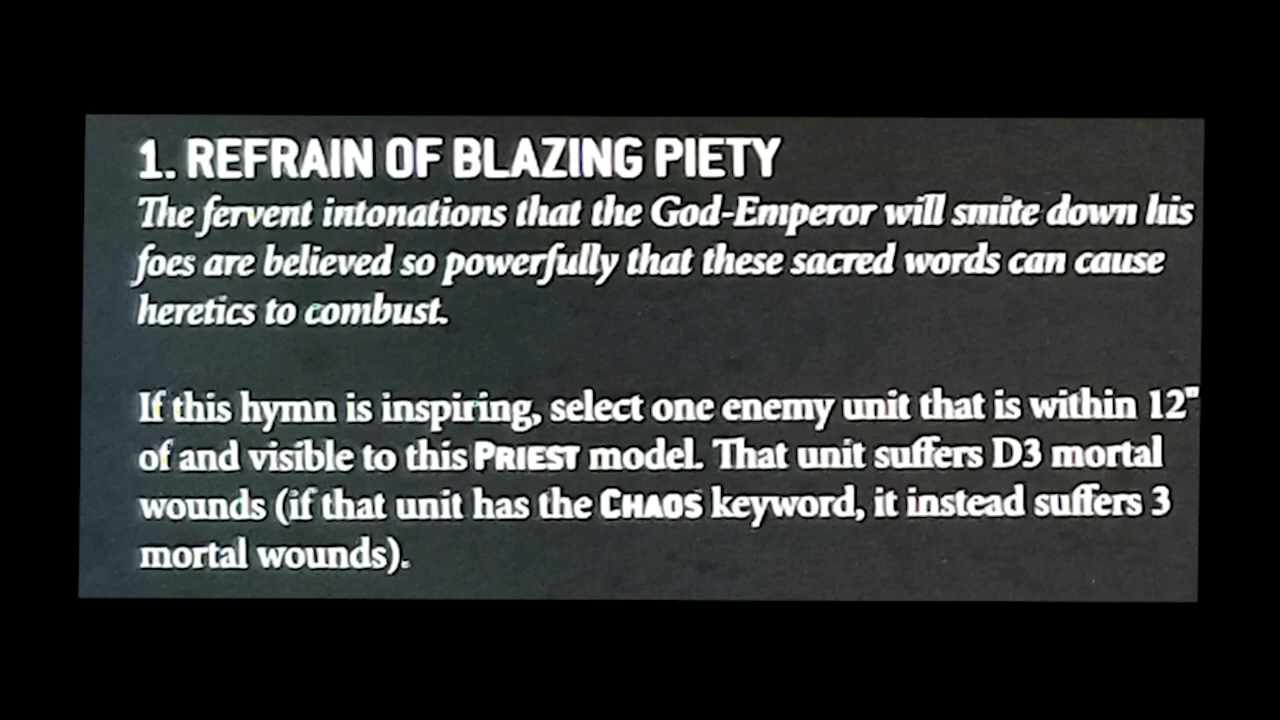 1. REFRAIN OF BLAZING PIETY
The fervent intonations that the God-Emperor will smite down his
foes are believed so powerfully that these sacred words can cause
heretics to combust.
If this hymn is inspiring, select one enemy unit that is within 12"
of and visible to this PRIEST model. That unit suffers D3 mortal
wounds (if that unit has the CHAOS keyword, it instead suffers 3
mortal wounds).